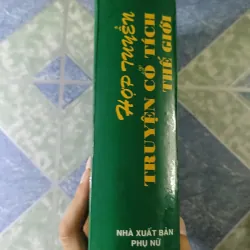 HỢP TUYỂN
TRUYỆN CỔ TÍCH
THẾ GIỚI
NHÀ XUẤT BẢN
PHỤ NỮ